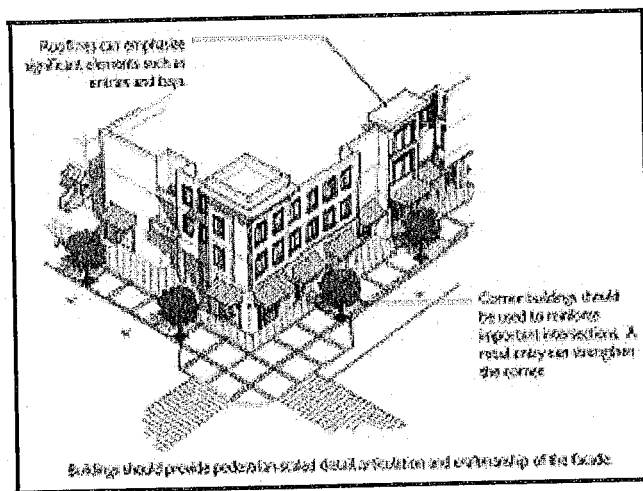 Rooflines can emphasize
significant elements such as
entries and bays
Corner buildings should
be used to reinforce
important intersections. A
retail entry can strengthen
the corner
Buildings should provide pedestrian-scaled detail, articulation and craftmanship of the facade.